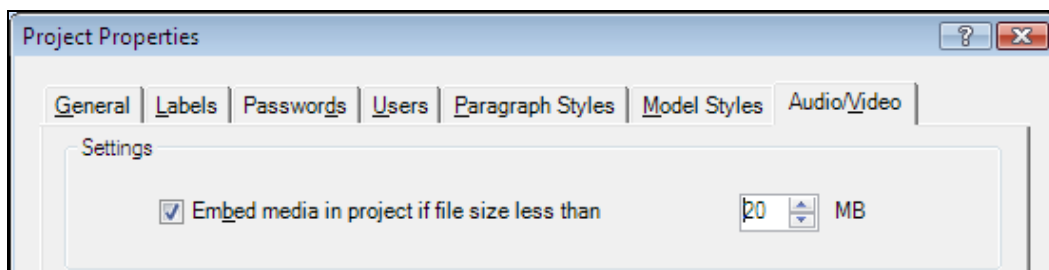 Project Properties
General Labels Passwords Users Paragraph Styles Model Styles Audio/Video
Settings
Embed media in project if file size less than 20 MB